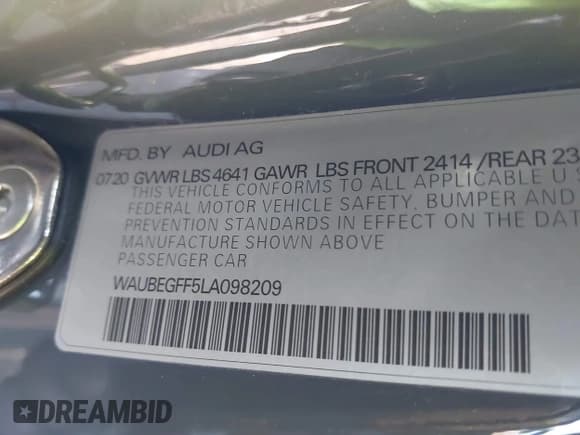 MFD. BY AUDI AG
0720 GVWR LBS 4641 GAWR LBS FRONT 2414 /REAR 23
THIS VEHICLE CONFORMS TO ALL APPLICABLE U
FEDERAL MOTOR VEHICLE SAFETY, BUMPER AND
PREVENTION STANDARDS IN EFFECT ON THE DAT
MANUFACTURE SHOWN ABOVE
PASSENGER CAR
WAUBEGFF5LA098209
DREAMBID